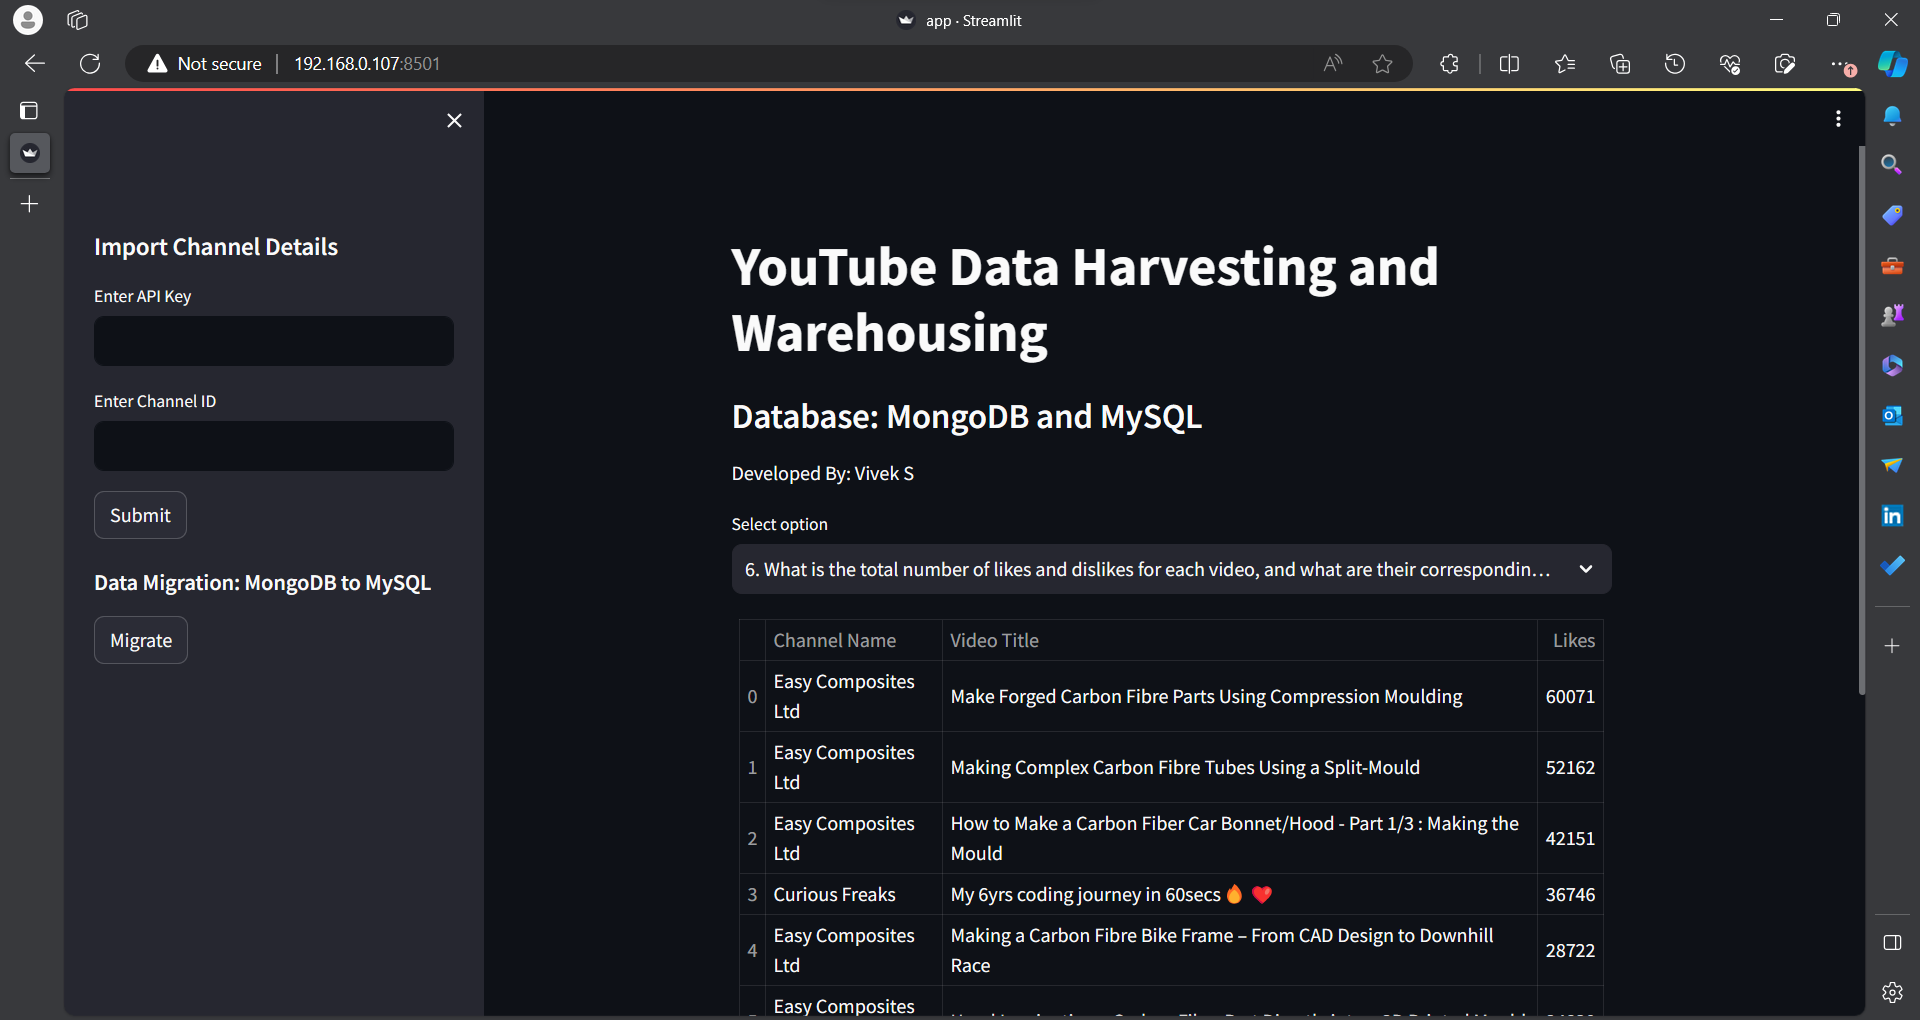 app - Streamlit
Not secure
192.168.0.107:8501
Import Channel Details
Enter API Key
Enter Channel ID
Submit
Data Migration: MongoDB to MySQL
Migrate
YouTube Data Harvesting and
Warehousing
Database: MongoDB and MySQL
Developed By: Vivek S
Select option
6. What is the total number of likes and dislikes for each video, and what are their correspondin...
Channel Name Video Title Likes
0 Easy Composites Ltd Make Forged Carbon Fibre Parts Using Compression Moulding 60071
1 Easy Composites Ltd Making Complex Carbon Fibre Tubes Using a Split-Mould 52162
2 Easy Composites Ltd How to Make a Carbon Fiber Car Bonnet/Hood - Part 1/3 : Making the Mould 42151
3 Curious Freaks My 6yrs coding journey in 60secs🔥 ❤️ 36746
4 Easy Composites Ltd Making a Carbon Fibre Bike Frame – From CAD Design to Downhill Race 28722
Easy Composites